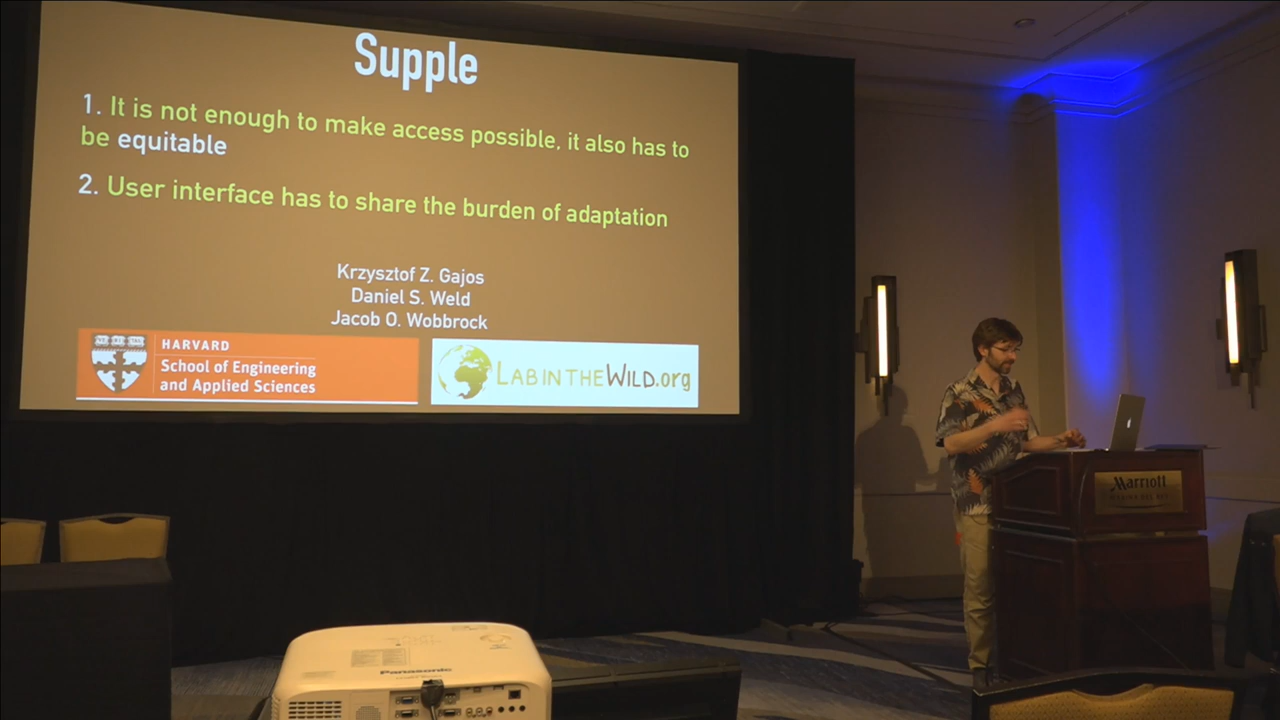 Supple
1. It is not enough to make access possible, it also has to
be equitable
2. User interface has to share the burden of adaptation
Krzysztof Z. Gajos
Daniel S. Weld
Jacob O. Wobbrock
HARVARD
School of Engineering
and Applied Sciences
LABINTHEWILD.org
Marriott
Panasonic